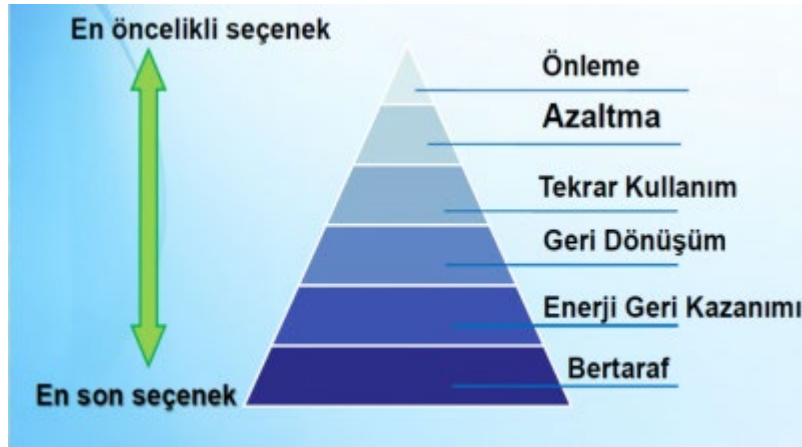 En öncelikli seçenek
Önleme
Azaltma
Tekrar Kullanım
Geri Dönüşüm
Enerji Geri Kazanımı
Bertaraf
En son seçenek